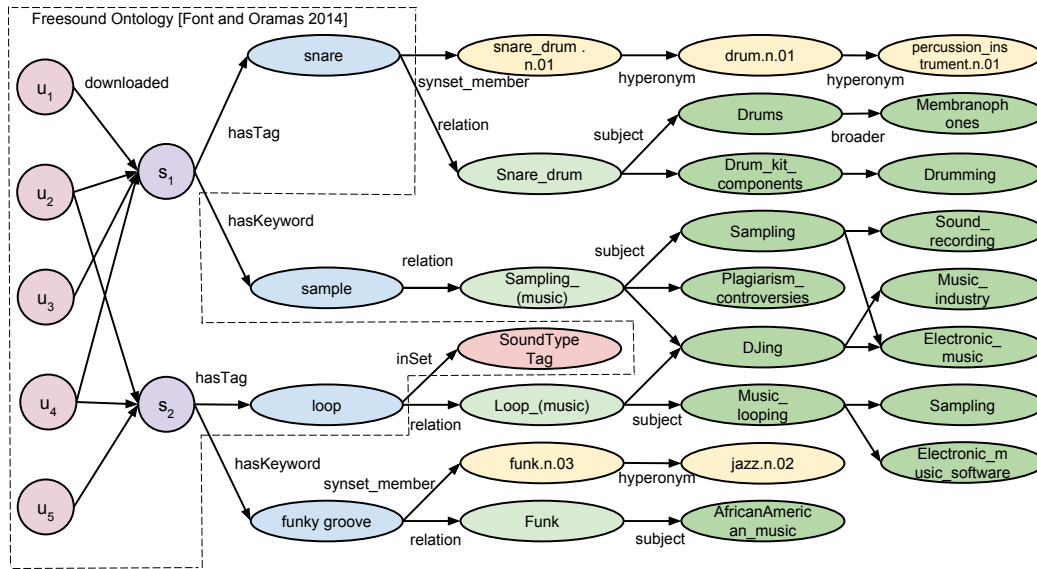 Freesound Ontology [Font and Oramas 2014]
downloaded
u1
u2
u3
u4
u5
s1
s2
hasTag
hasKeyword
hasTag
hasKeyword
snare
sample
loop
funky groove
synset_member
relation
relation
inSet
relation
synset_member
relation
snare_drum .
n.01
hyperonym
drum.n.01
hyperonym
percussion_ins
trument.n.01
Snare_drum
subject
Drums
broader
Membranoph
ones
Drum_kit_
components
Drumming
Sampling_
(music)
subject
Sampling
Sound_
recording
Plagiarism_
controversies
Music_
industry
SoundType
Tag
DJing
Electronic_
music
Loop_(music)
subject
Music_
looping
Sampling
Electronic_m
usic_software
funk.n.03
hyperonym
jazz.n.02
Funk
subject
AfricanAmeric
an_music